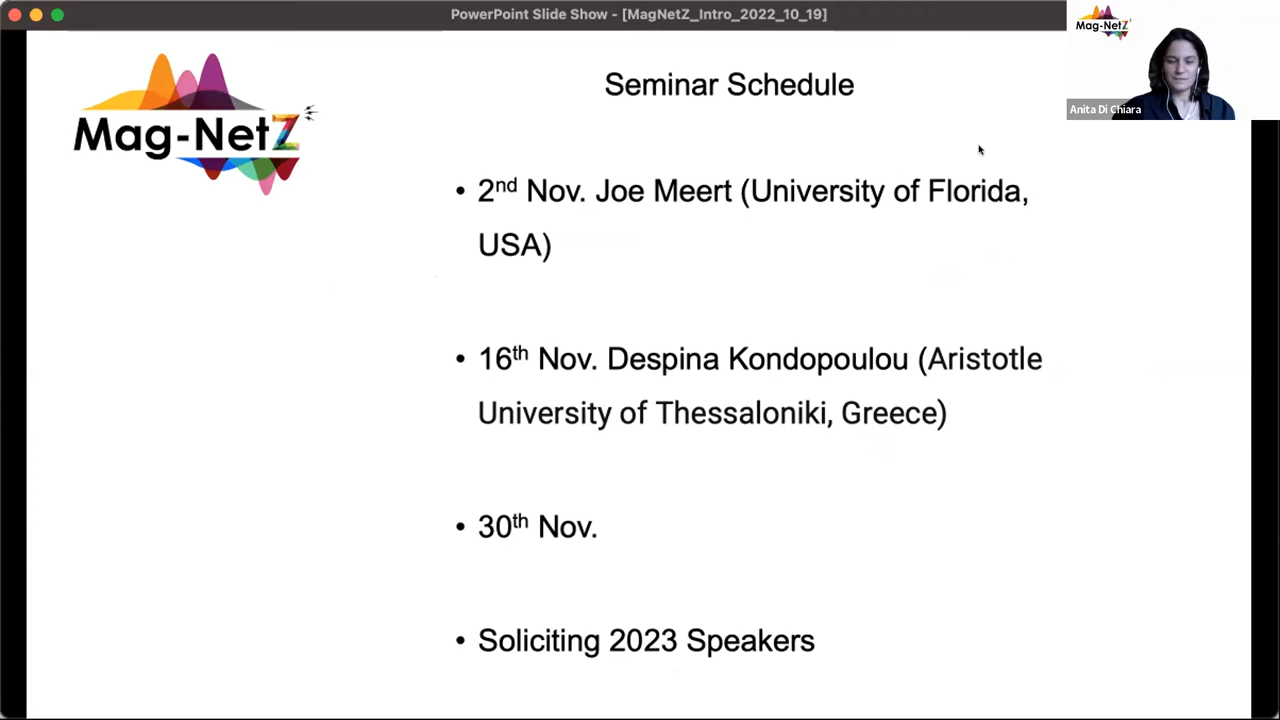 PowerPoint Slide Show - [MagNetZ_Intro_2022_10_19]
Mag-NetZ
Anita Di Chiara
Mag-NetZ
Seminar Schedule
• 2nd Nov. Joe Meert (University of Florida,
USA)
• 16th Nov. Despina Kondopoulou (Aristotle
University of Thessaloniki, Greece)
• 30th Nov.
• Soliciting 2023 Speakers